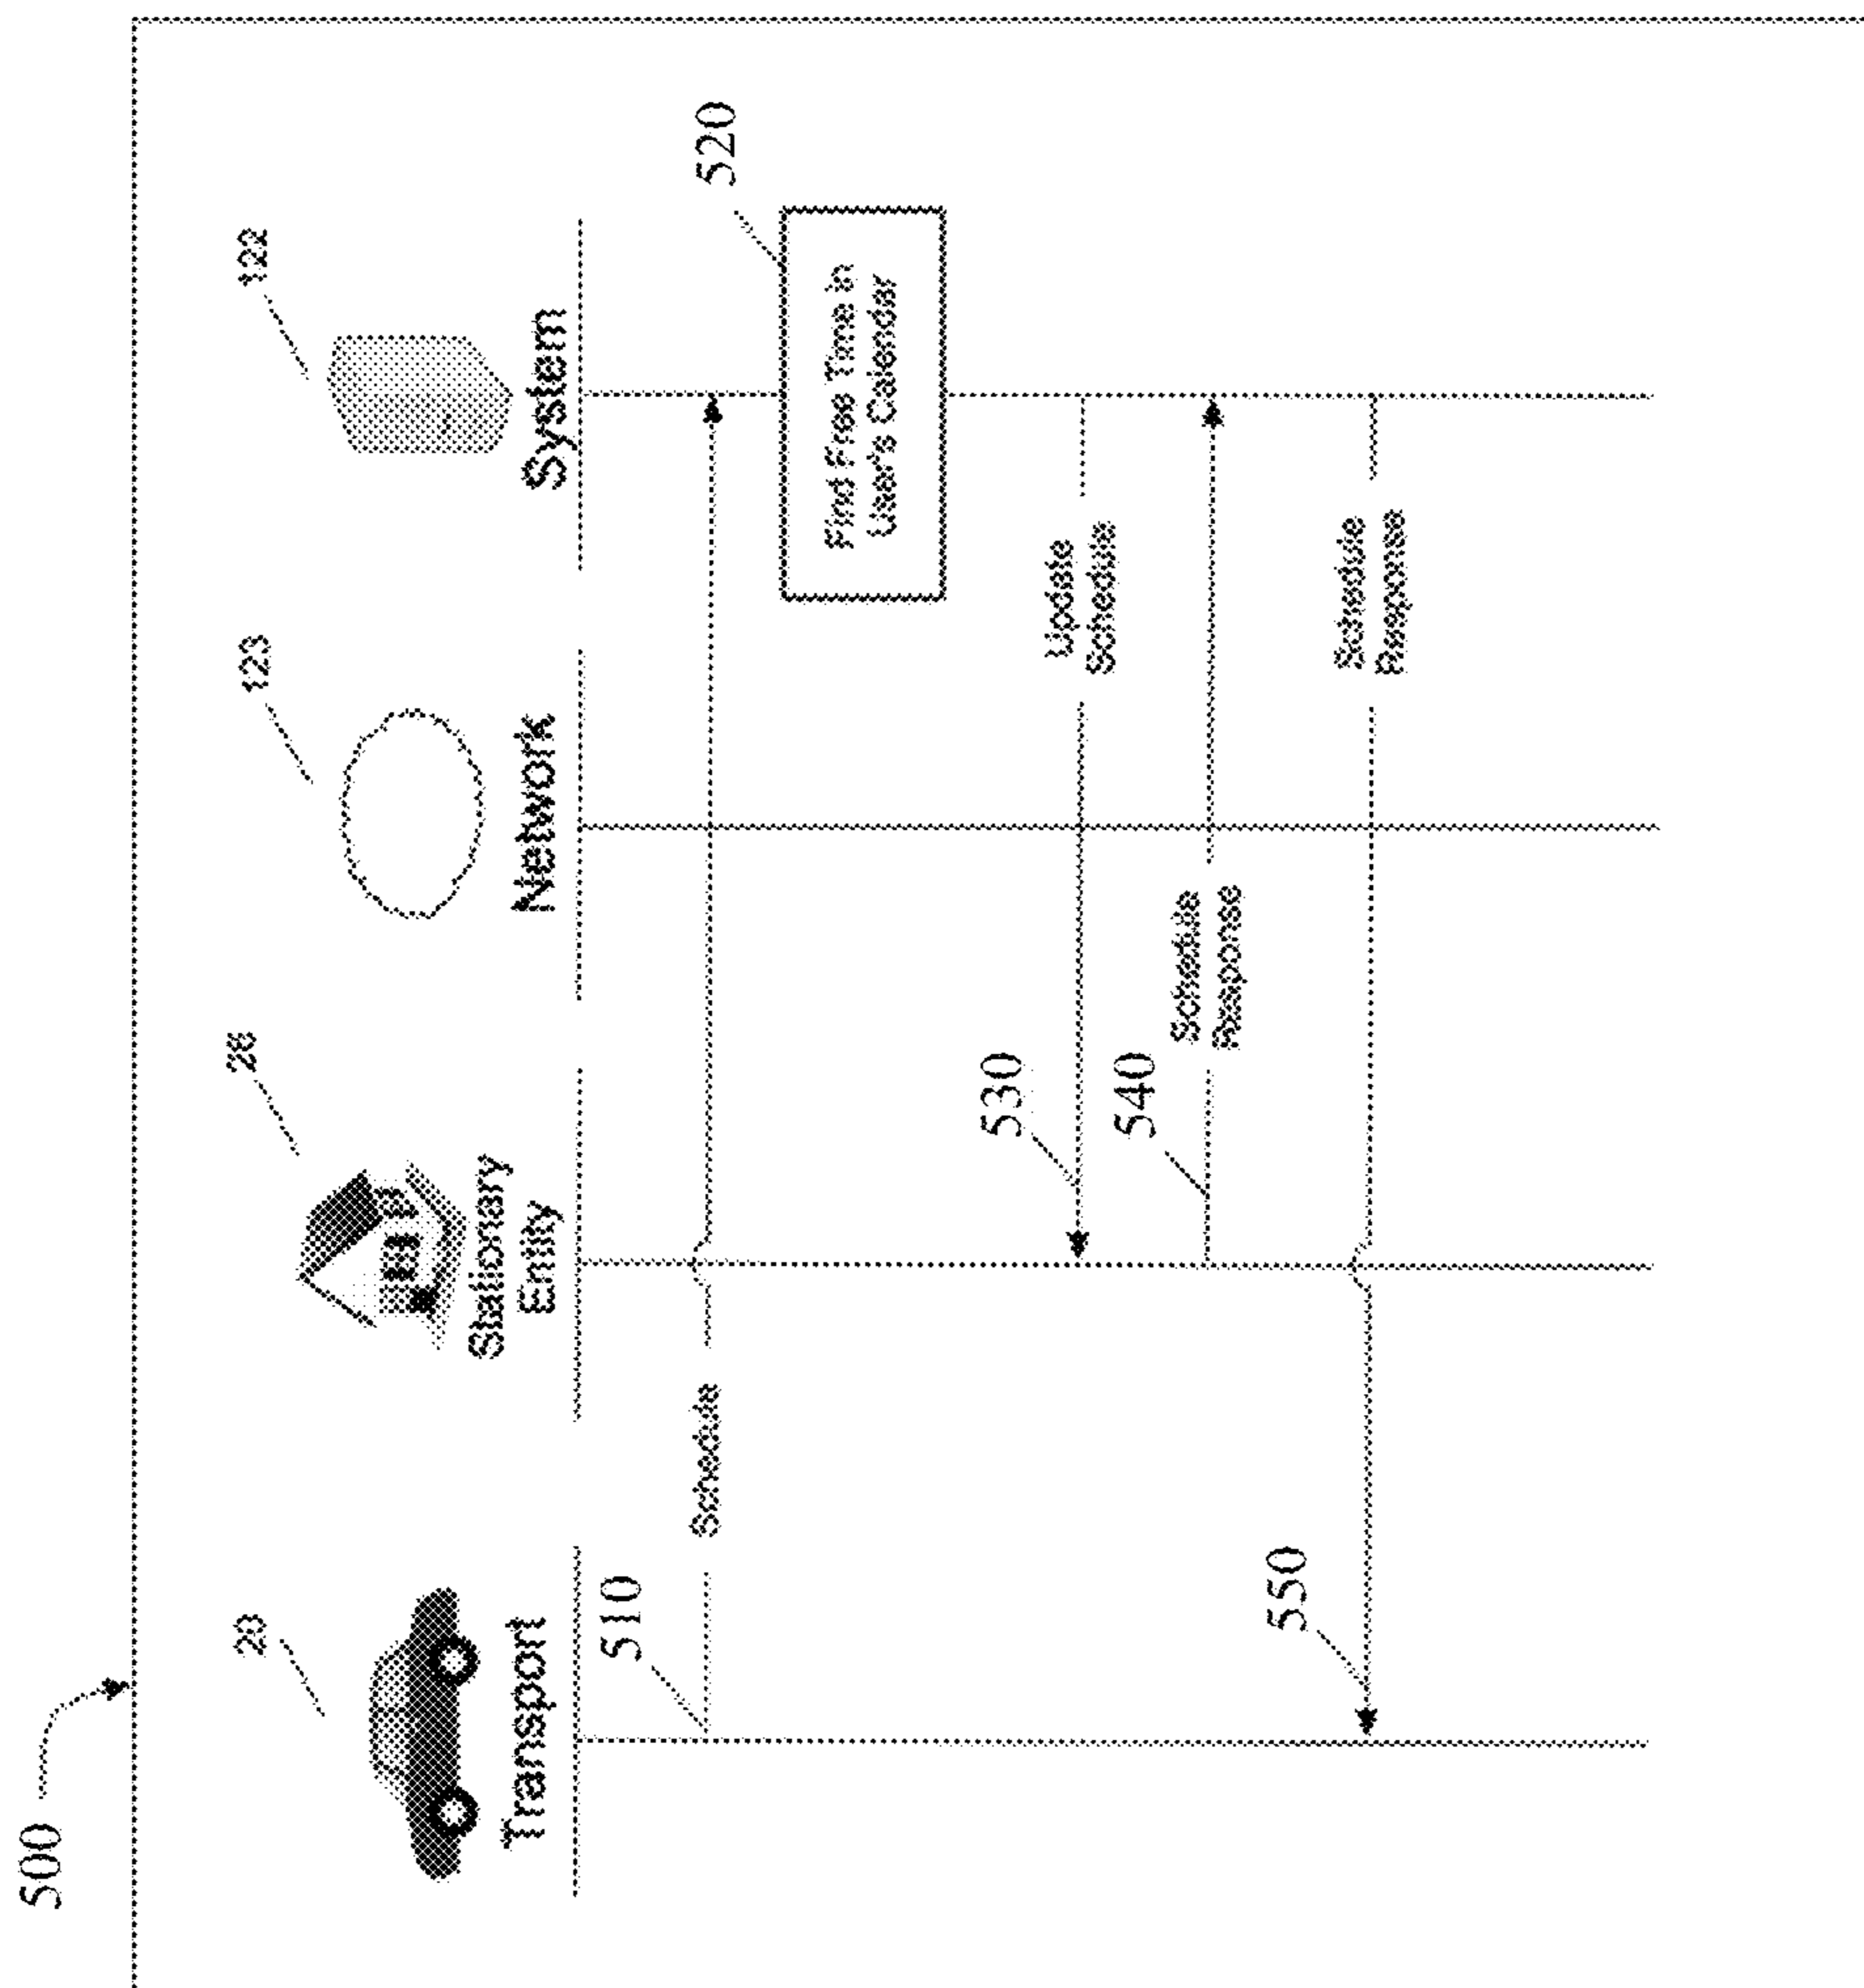 500
20
28
123
122
Transport
Stationary
Entity
Network
System
510
Schedule
520
Find Free Time in
User's Calendar
530
Update
Schedule
540
Schedule
Response
550
Schedule
Response